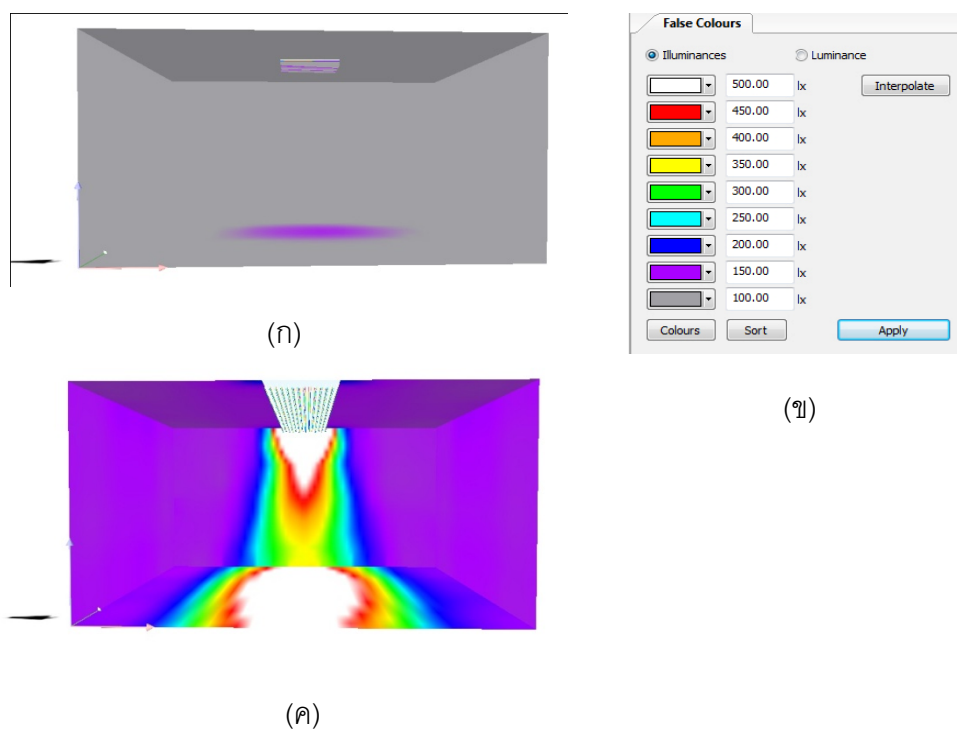 False Colours
Illuminances Luminance
500.00 lx Interpolate
450.00 lx
400.00 lx
350.00 lx
300.00 lx
250.00 lx
200.00 lx
150.00 lx
100.00 lx
Colours Sort Apply
(ก)
(ข)
(ค)